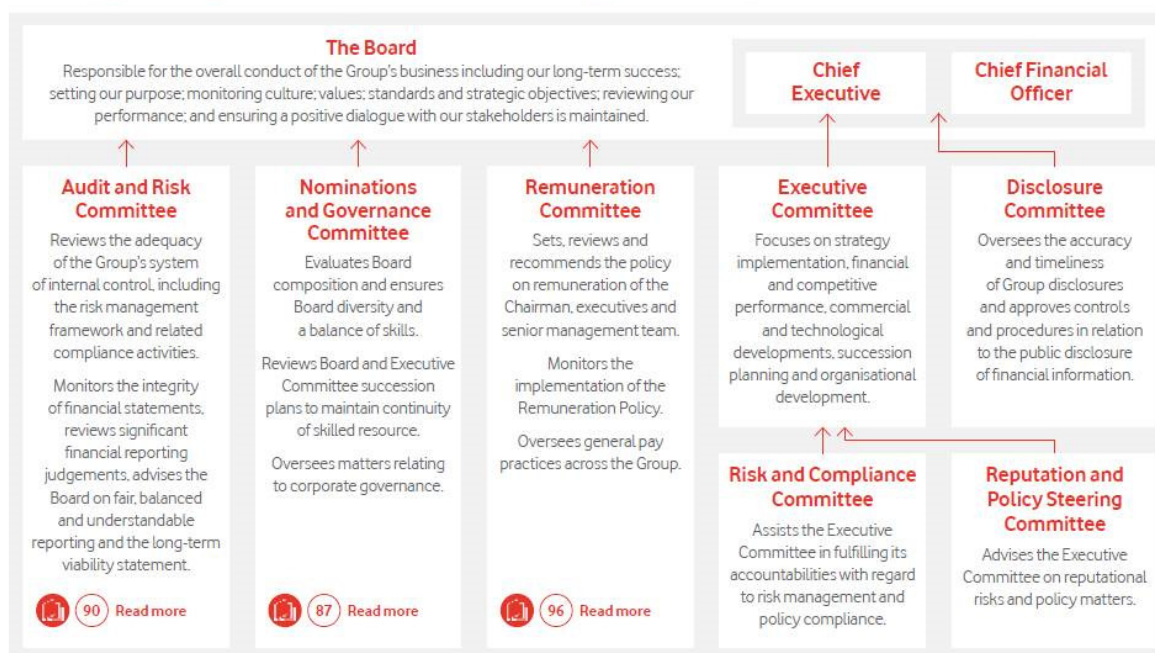 The Board
Responsible for the overall conduct of the Group's business including our long-term success;
setting our purpose; monitoring culture; values; standards and strategic objectives; reviewing our
performance; and ensuring a positive dialogue with our stakeholders is maintained.
Chief
Executive
Chief Financial
Officer
Audit and Risk
Committee
Reviews the adequacy
of the Group's system
of internal control, including
the risk management
framework and related
compliance activities.
Monitors the integrity
of financial statements,
reviews significant
financial reporting
judgements, advises the
Board on fair, balanced
and understandable
reporting and the long-term
viability statement.
90 Read more
Nominations
and Governance
Committee
Evaluates Board
composition and ensures
Board diversity and
a balance of skills.
Reviews Board and Executive
Committee succession
plans to maintain continuity
of skilled resource.
Oversees matters relating
to corporate governance.
87 Read more
Remuneration
Committee
Sets, reviews and
recommends the policy
on remuneration of the
Chairman, executives and
senior management team.
Monitors the
implementation of the
Remuneration Policy.
Oversees general pay
practices across the Group.
96 Read more
Executive
Committee
Focuses on strategy
implementation, financial
and competitive
performance, commercial
and technological
developments, succession
planning and organisational
development.
Disclosure
Committee
Oversees the accuracy
and timeliness
of Group disclosures
and approves controls
and procedures in relation
to the public disclosure
of financial information.
Risk and Compliance
Committee
Assists the Executive
Committee in fulfilling its
accountabilities with regard
to risk management and
policy compliance.
Reputation and
Policy Steering
Committee
Advises the Executive
Committee on reputational
risks and policy matters.